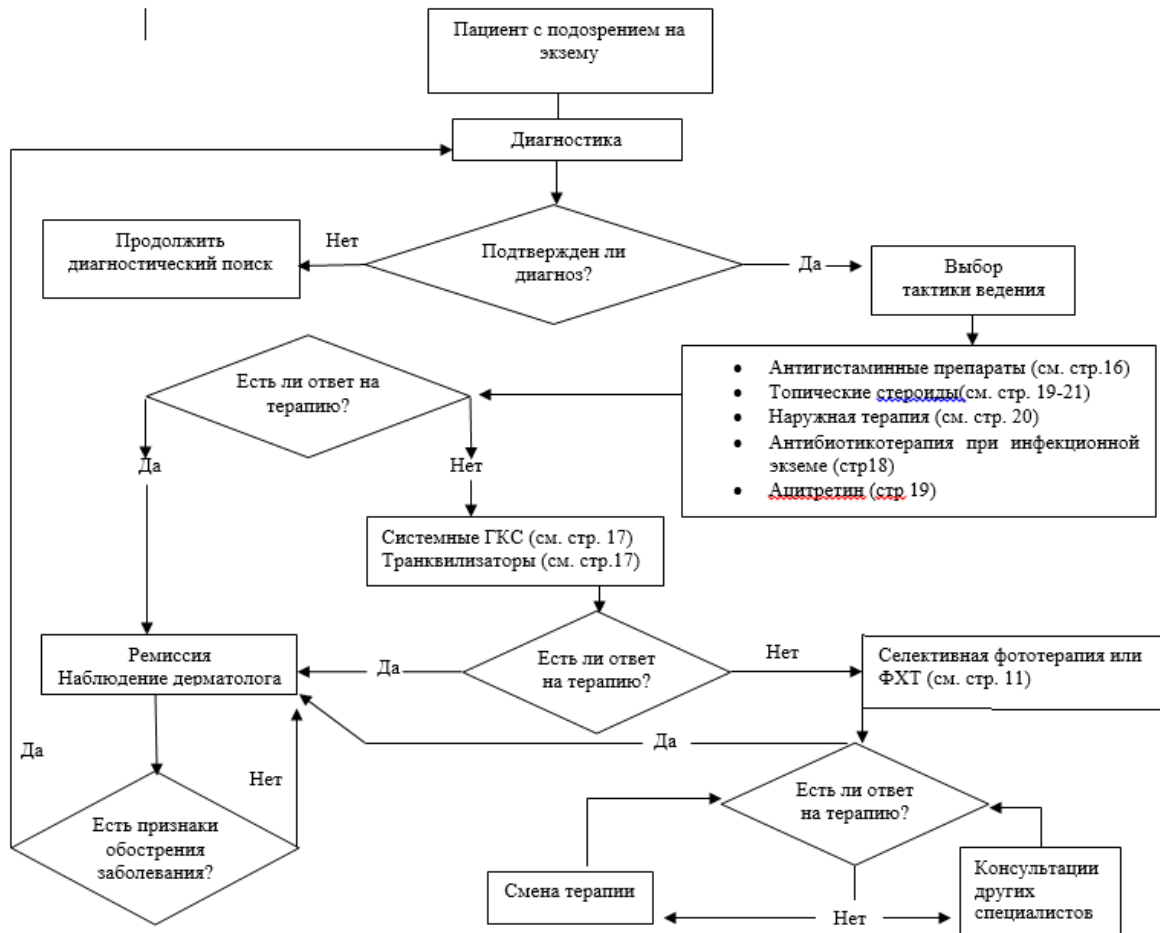 Пациент с подозрением на
экзему
Диагностика
Продолжить
диагностический поиск
Нет
Подтвержден ли
диагноз?
Да
Выбор
тактики ведения
Есть ли ответ на
терапию?
• Антигистаминные препараты (см. стр.16)
• Топические стероиды(см. стр. 19-21)
• Наружная терапия (см. стр. 20)
• Антибиотикотерапия при инфекционной
экземе (стр18)
• Ацитретин (стр 19)
Да
Нет
Системные ГКС (см. стр. 17)
Транквилизаторы (см. стр.17)
Ремиссия
Наблюдение дерматолога
Да
Есть ли ответ
на терапию?
Нет
Селективная фототерапия или
ФХТ (см. стр. 11)
Да
Да
Нет
Есть ли ответ
на терапию?
Есть признаки
обострения
заболевания?
Смена терапии
Нет
Консультации
других
специалистов